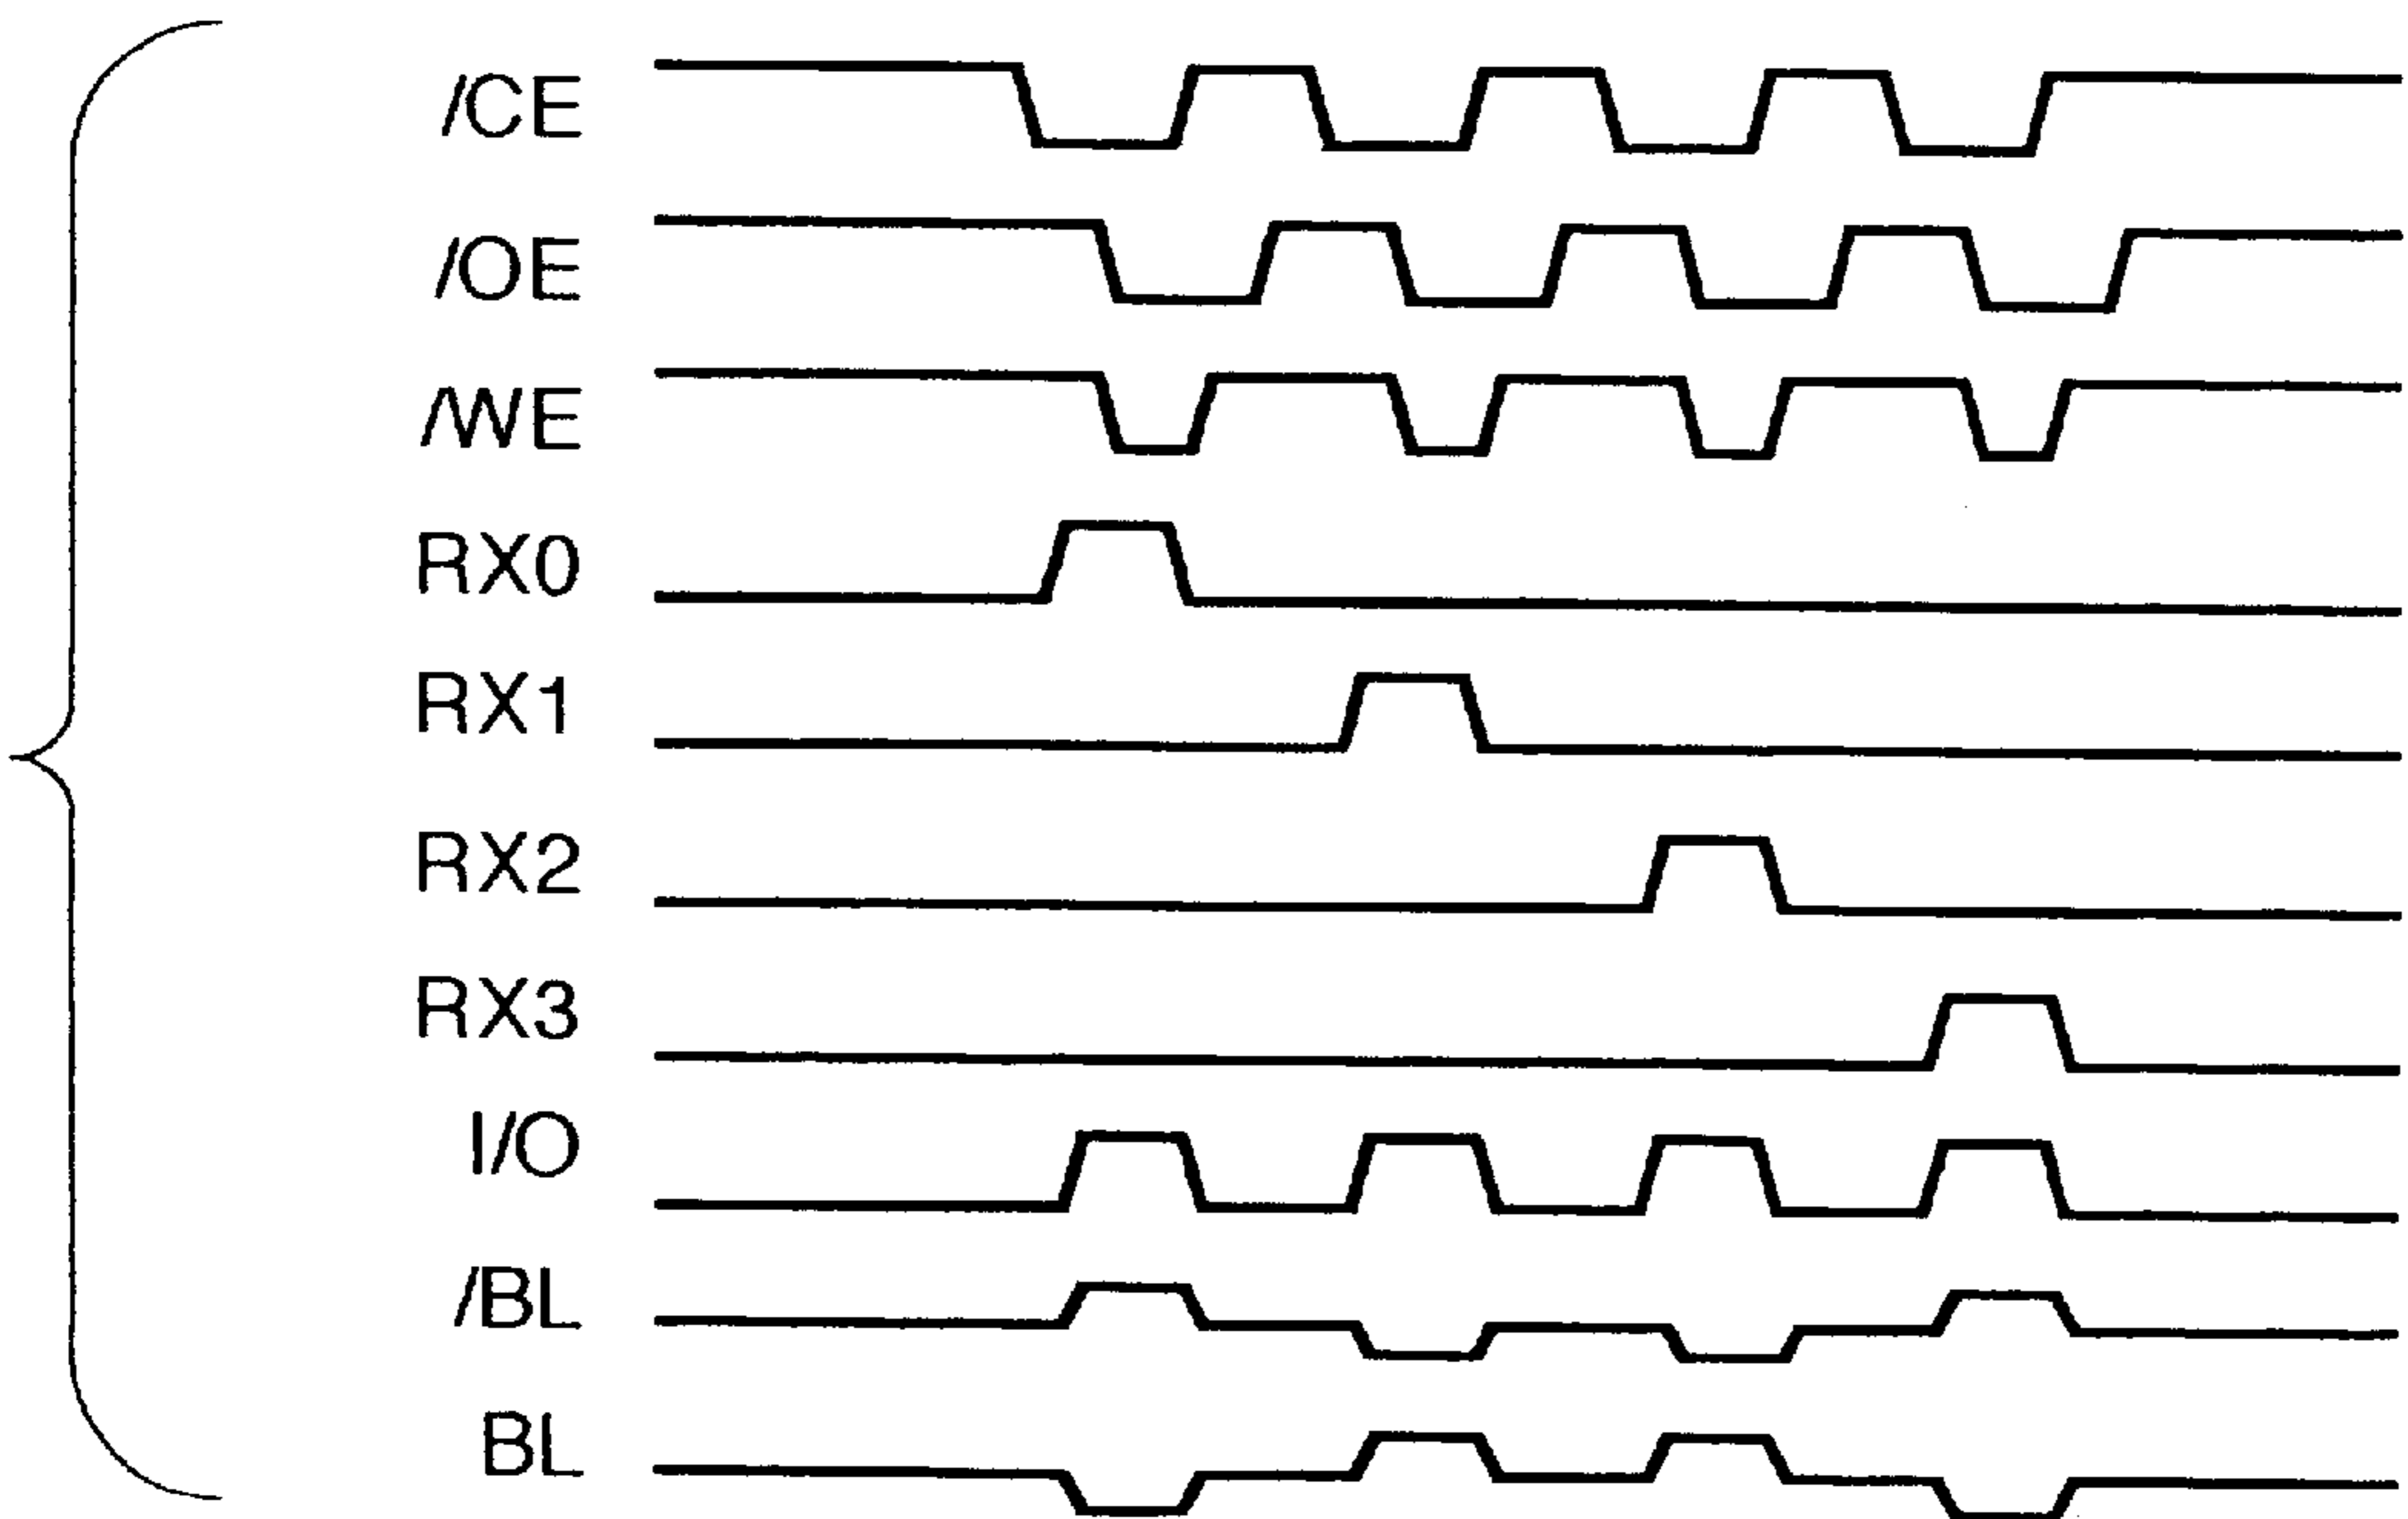 /CE
/OE
/WE
RX0
RX1
RX2
RX3
I/O
/BL
BL